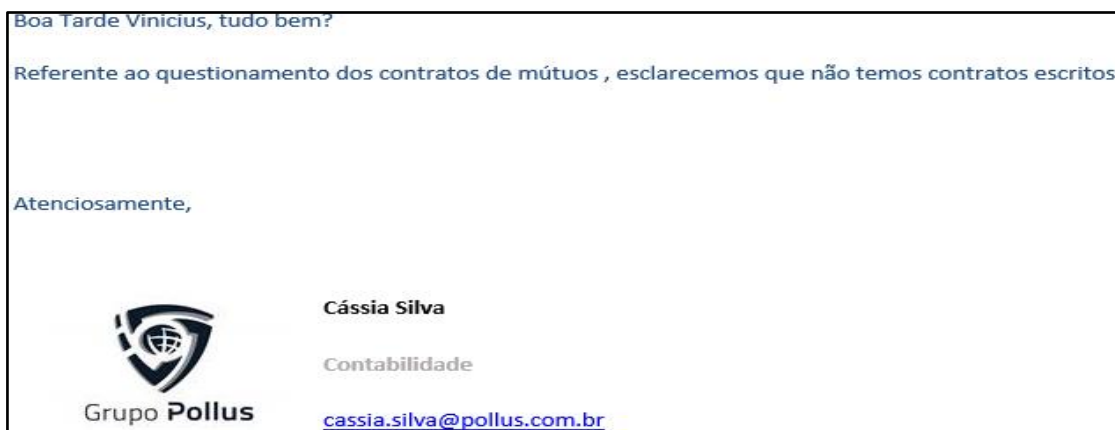 Boa Tarde Vinicius, tudo bem?
Referente ao questionamento dos contratos de mútuos , esclarecemos que não temos contratos escritos
Atenciosamente,
Cássia Silva
Contabilidade
Grupo Pollus
cassia.silva@pollus.com.br